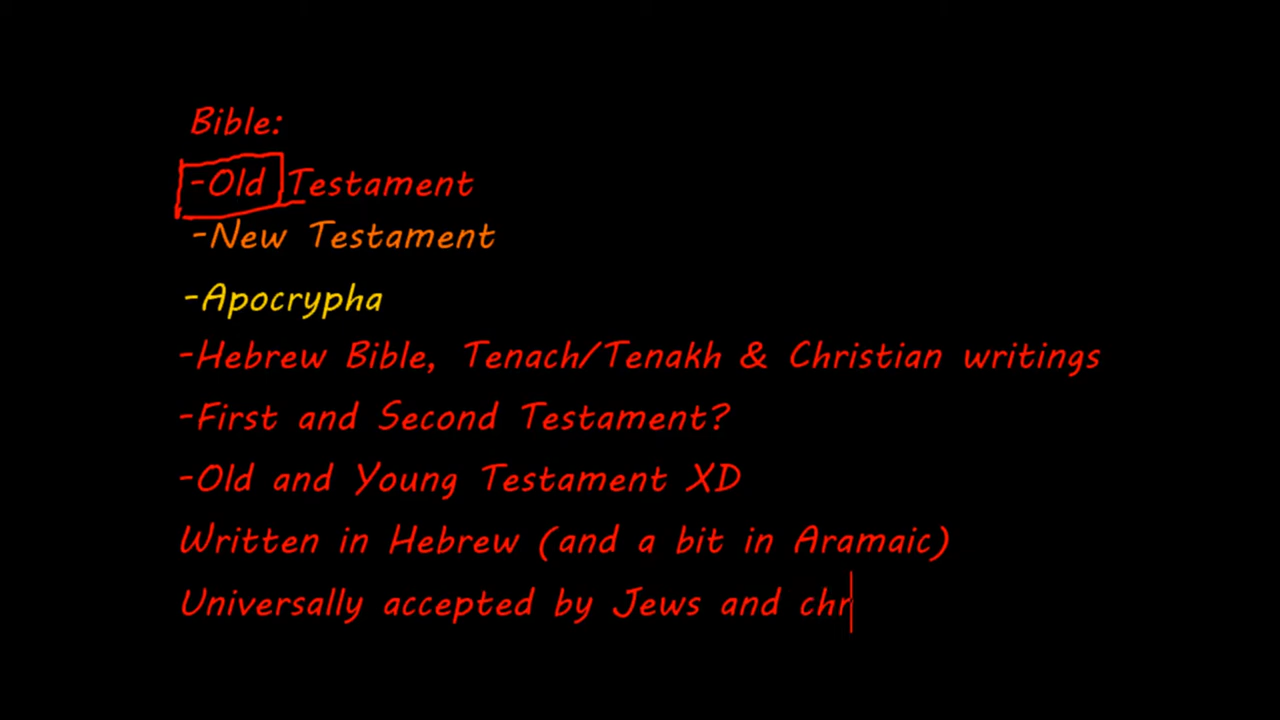 Bible:
-Old Testament
-New Testament
-Apocrypha
-Hebrew Bible, Tenach/Tenakh & Christian writings
-First and Second Testament?
-Old and Young Testament XD
Written in Hebrew (and a bit in Aramaic)
Universally accepted by Jews and chr